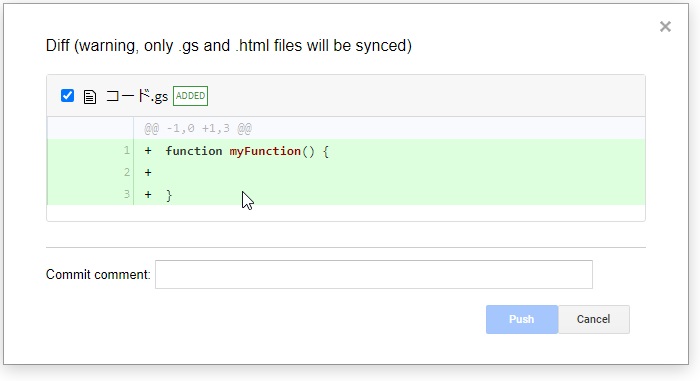 ×
Diff (warning, only .gs and .html files will be synced)
コード.gs ADDED
@@ -1,0 +1,3 @@
1 + function myFunction() {
2 +
3 + }
Commit comment:
Push Cancel